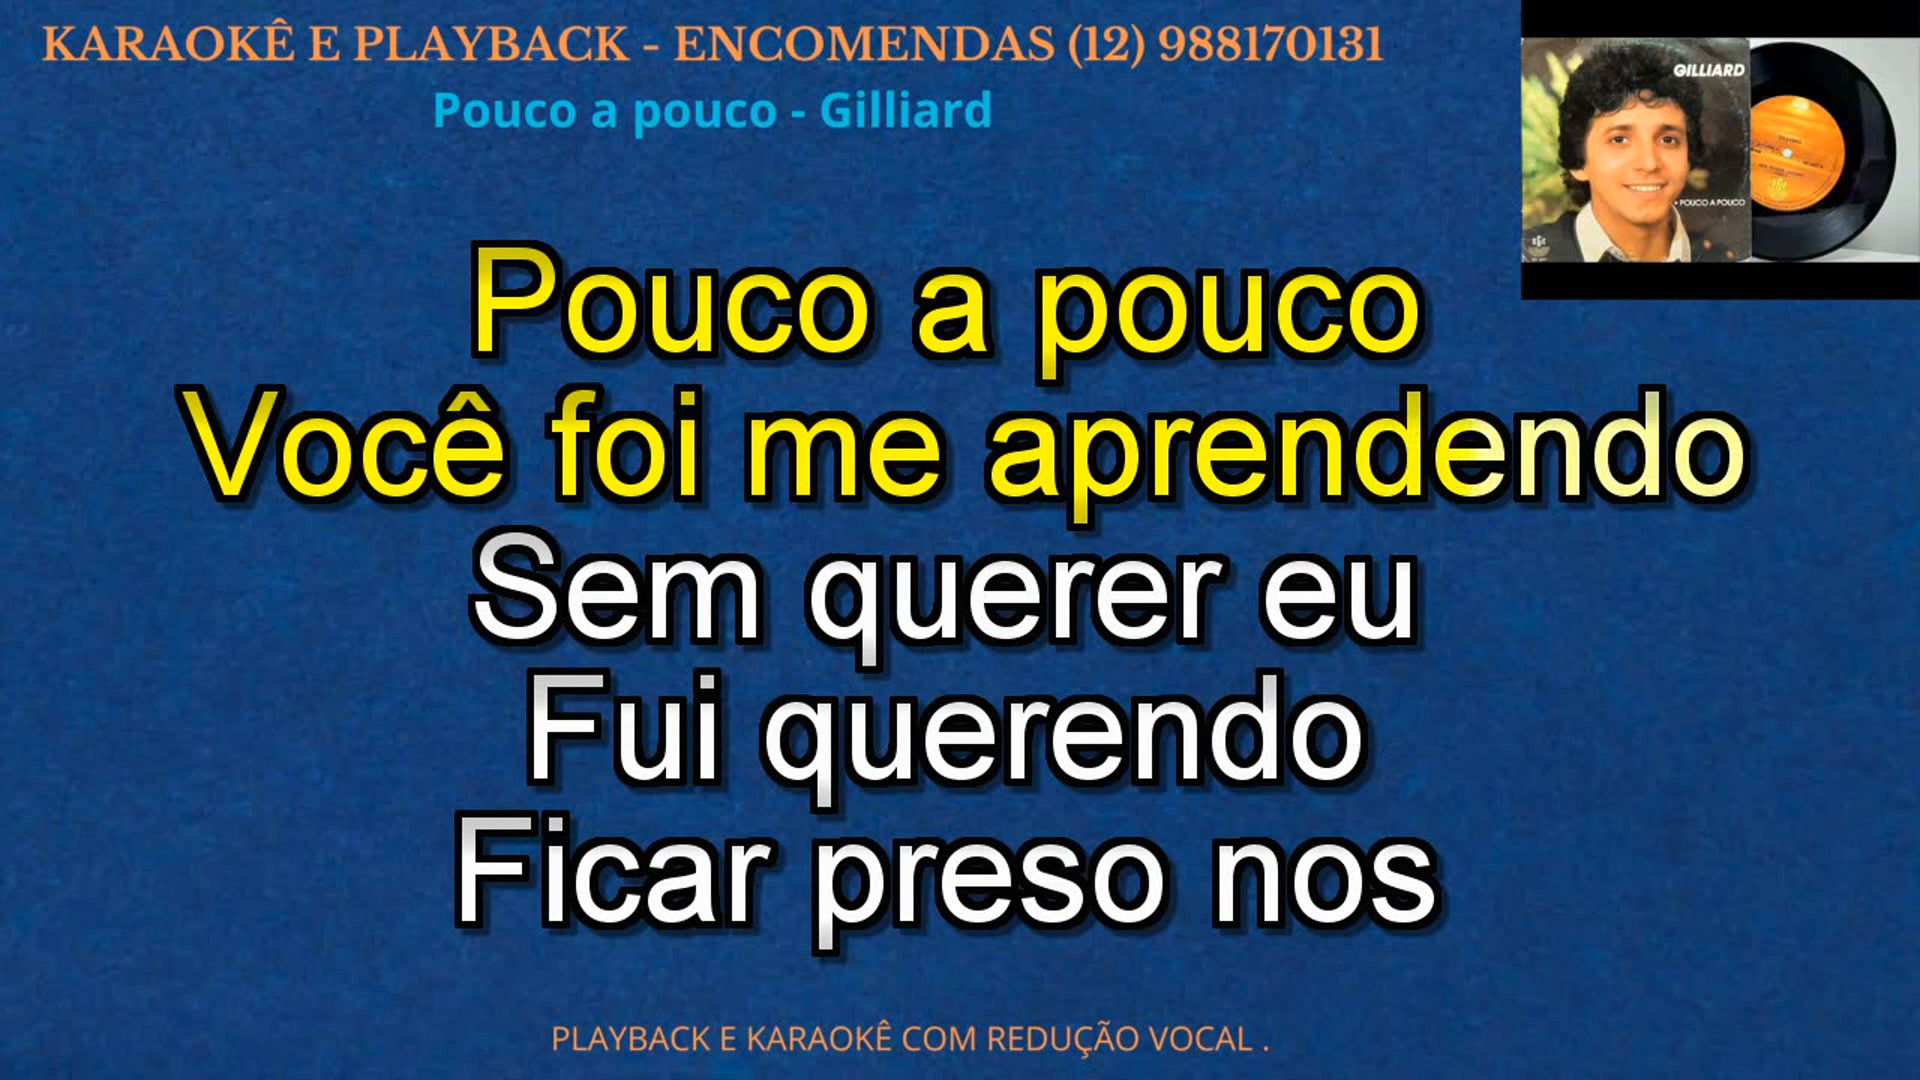 KARAOKÊ E PLAYBACK - ENCOMENDAS (12) 988170131
Pouco a pouco - Gilliard
GILLIARD
• POUCO A POUCO
Pouco a pouco
Você foi me aprendendo
Sem querer eu
Fui querendo
Ficar preso nos
PLAYBACK E KARAOKÊ COM REDUÇÃO VOCAL .